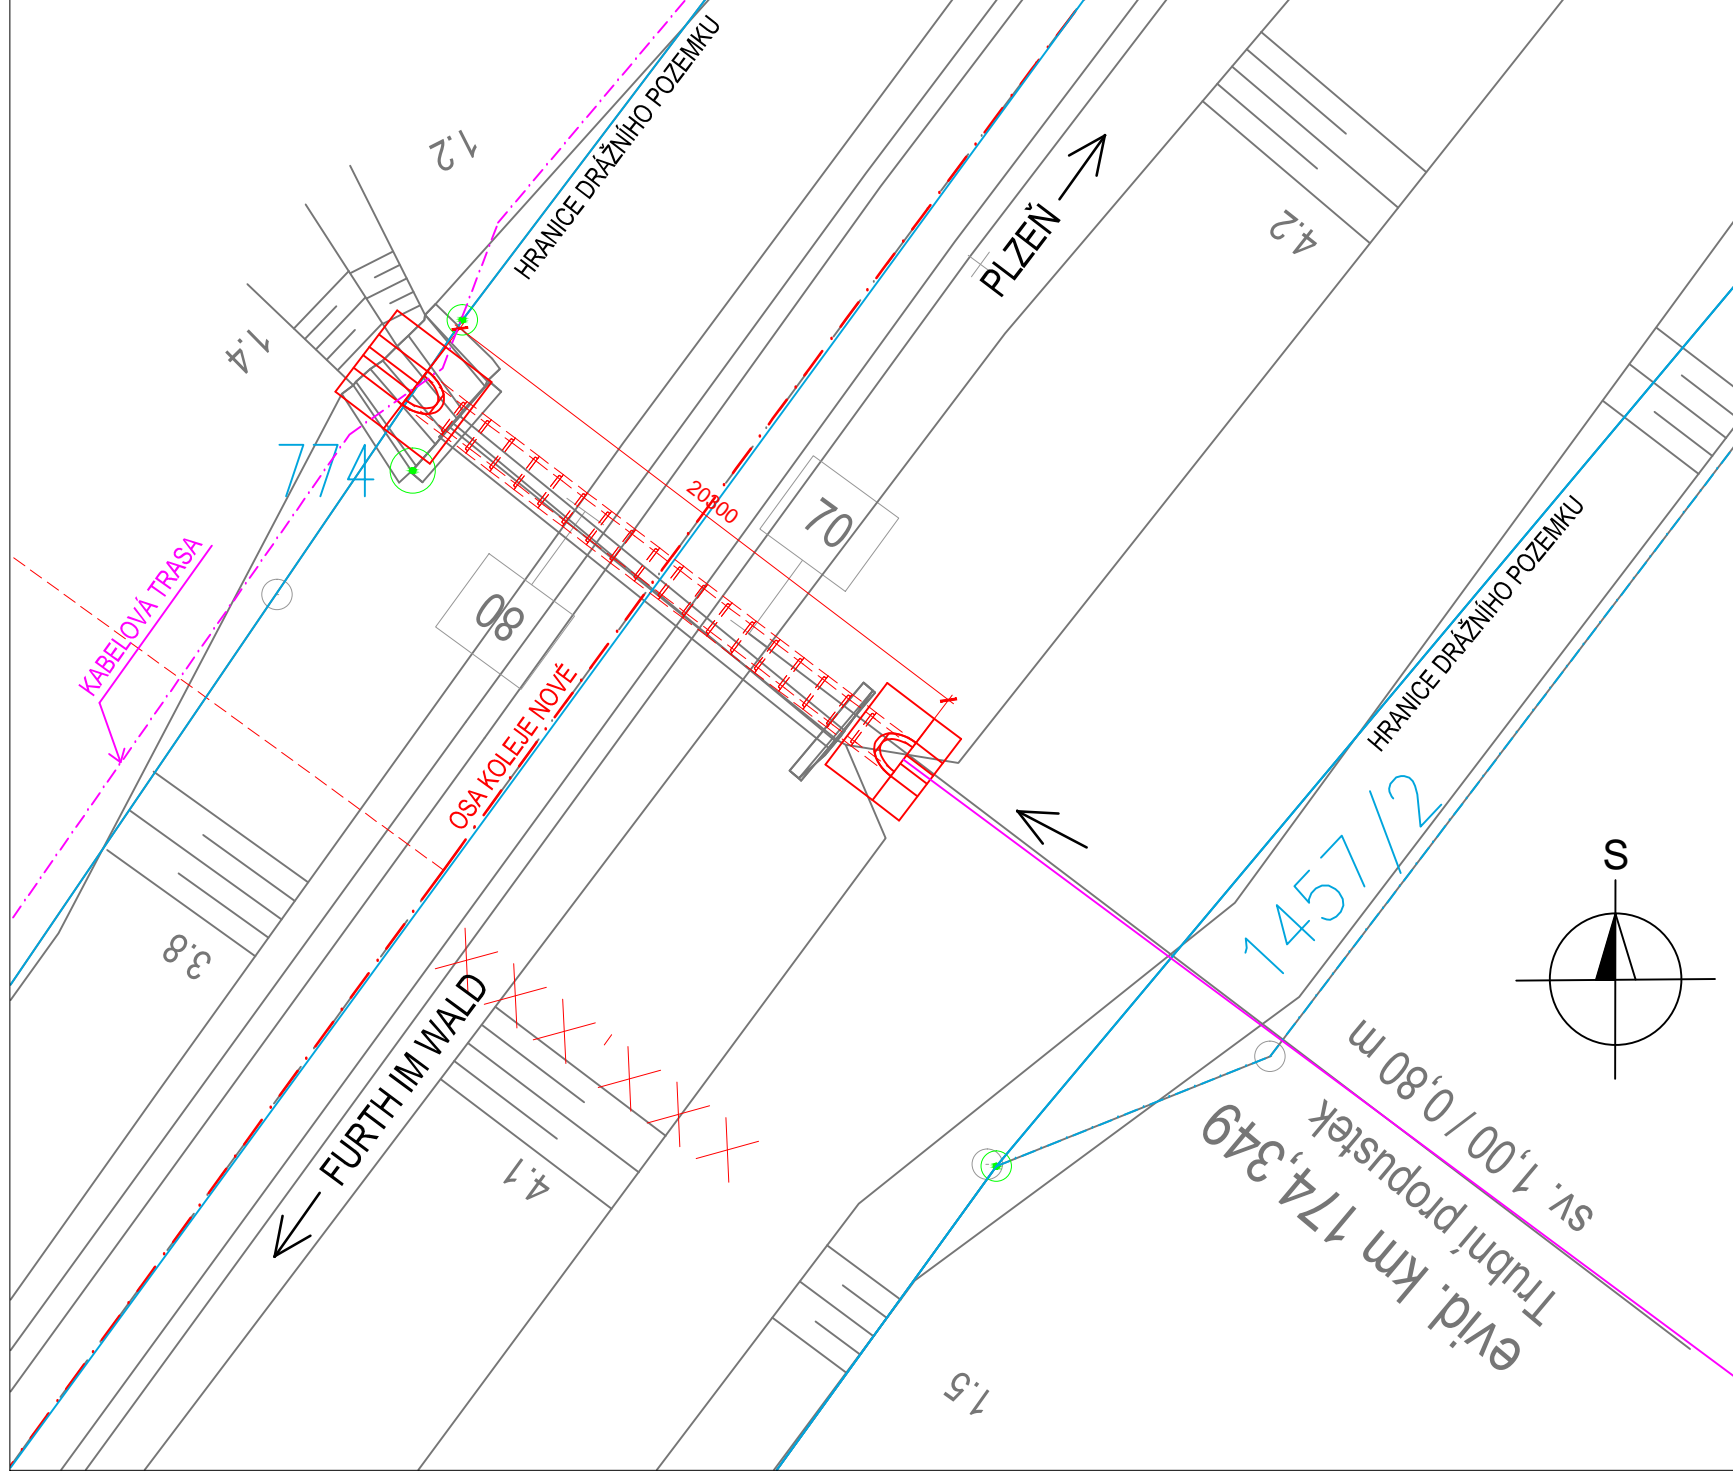 HRANICE DRÁŽNÍHO POZEMKU
1.2
PLZEŇ
4.2
1.4
774
20300
70
80
KABELOVÁ TRASA
OSA KOLEJE NOVÉ
HRANICE DRÁŽNÍHO POZEMKU
1457/2
S
3.8
FURTH IM WALD
4.1
evid. km 174,349
Trubní propustek
sv. 1,00 / 0,80 m
1.5